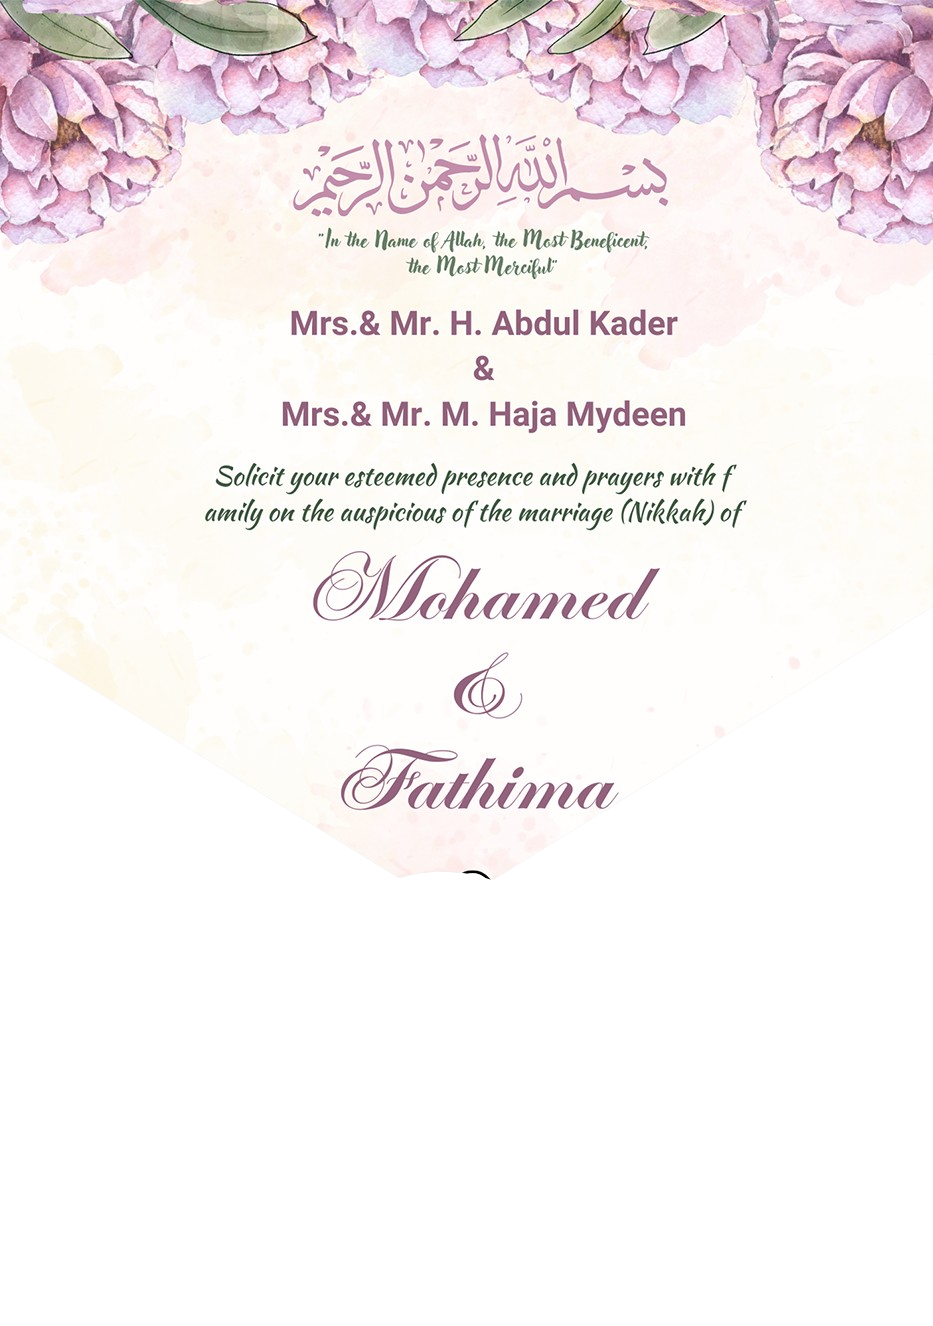 بسم الله الرحمن الرحيم
"In the Name of Allah, the Most Beneficent,
the Most Merciful"
Mrs.& Mr. H. Abdul Kader
&
Mrs.& Mr. M. Haja Mydeen
Solicit your esteemed presence and prayers with f
amily on the auspicious of the marriage (Nikkah) of
Mohamed
&
Fathima